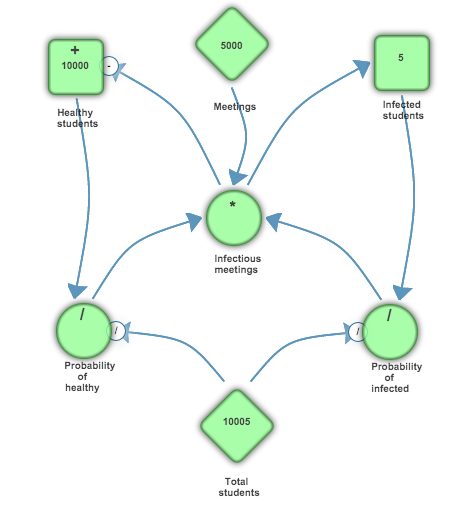 +
10000
-
Healthy
students
5000
Meetings
5
Infected
students
*
Infectious
meetings
/
/
Probability
of
healthy
/
/
Probability
of
infected
10005
Total
students